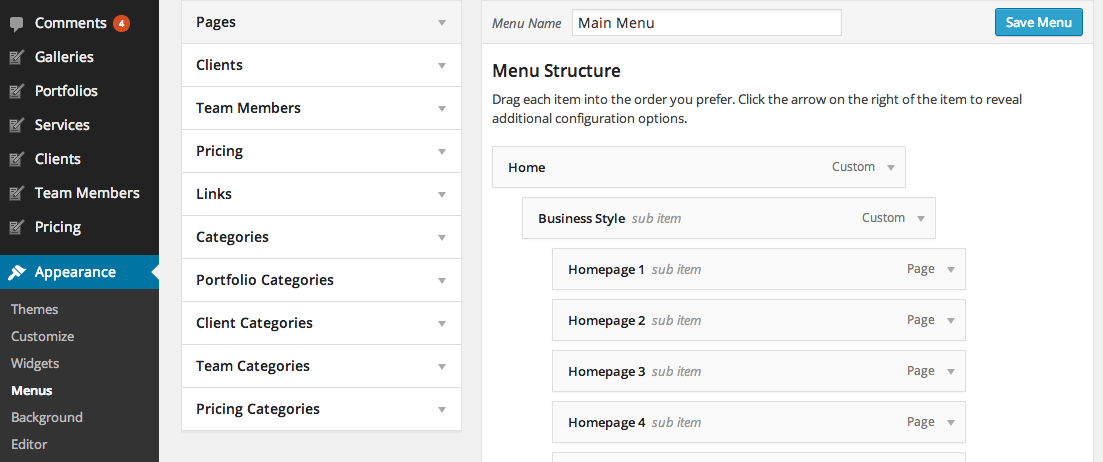 Comments 4
Galleries
Portfolios
Services
Clients
Team Members
Pricing
Appearance
Themes
Customize
Widgets
Menus
Background
Editor
Pages
Clients
Team Members
Pricing
Links
Categories
Portfolio Categories
Client Categories
Team Categories
Pricing Categories
Menu Name Main Menu Save Menu
Menu Structure
Drag each item into the order you prefer. Click the arrow on the right of the item to reveal
additional configuration options.
Home Custom
Business Style sub item Custom
Homepage 1 sub item Page
Homepage 2 sub item Page
Homepage 3 sub item Page
Homepage 4 sub item Page